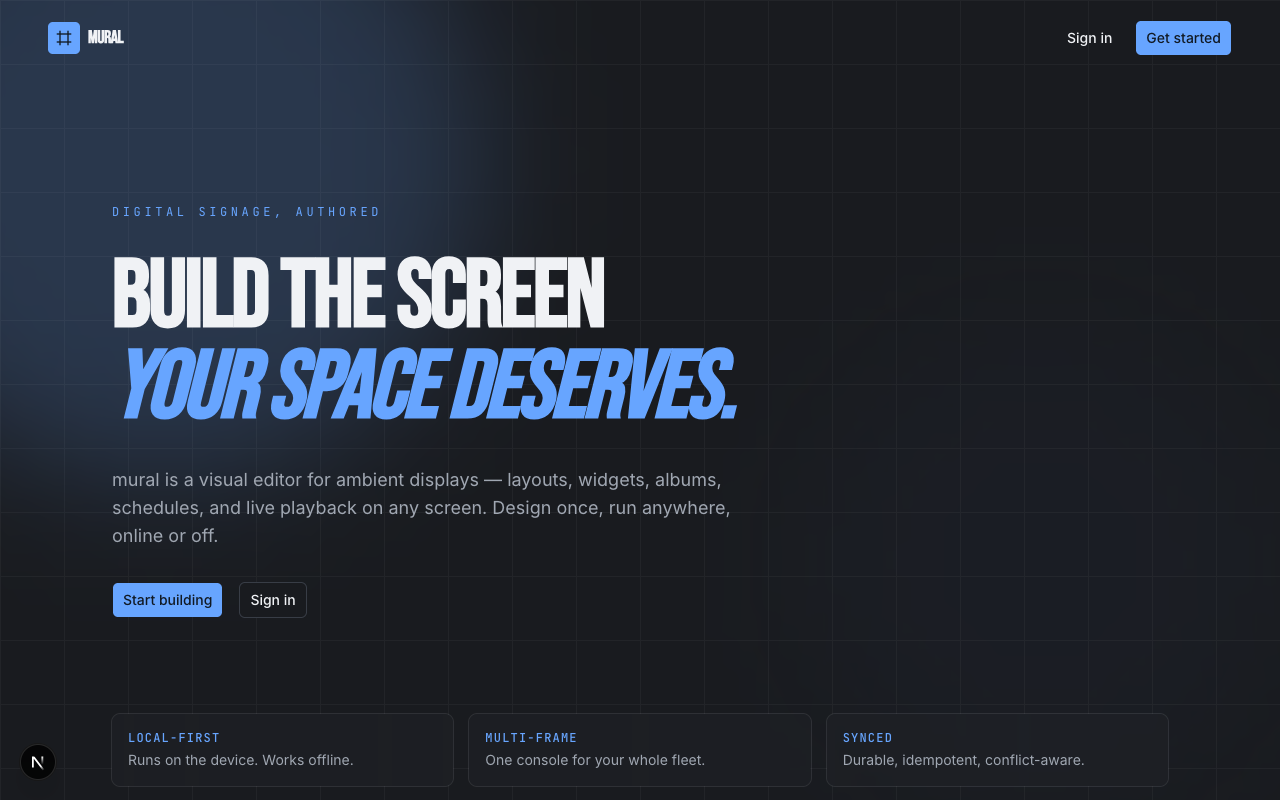 MURAL
Sign in
Get started
DIGITAL SIGNAGE, AUTHORED
BUILD THE SCREEN
YOUR SPACE DESERVES.
mural is a visual editor for ambient displays — layouts, widgets, albums,
schedules, and live playback on any screen. Design once, run anywhere,
online or off.
Start building
Sign in
LOCAL-FIRST
Runs on the device. Works offline.
MULTI-FRAME
One console for your whole fleet.
SYNCED
Durable, idempotent, conflict-aware.
N